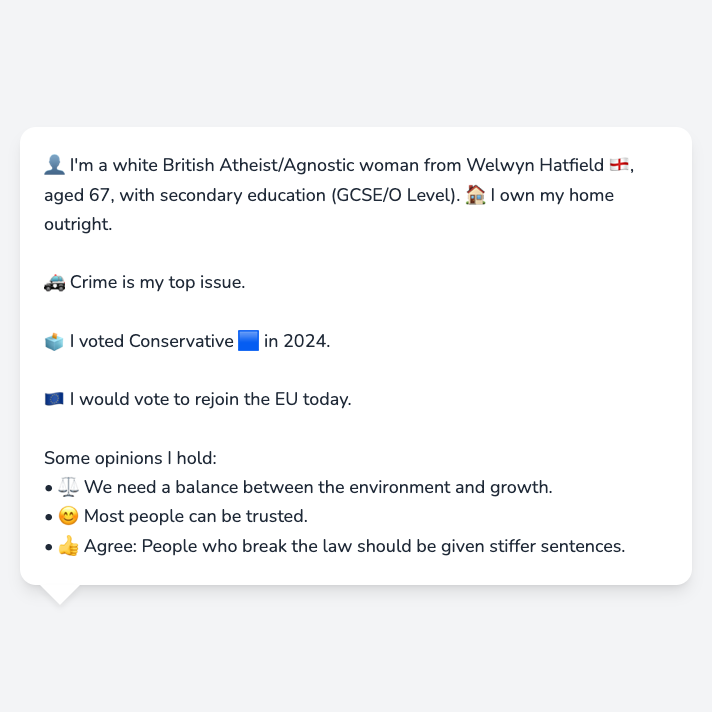 👤 I'm a white British Atheist/Agnostic woman from Welwyn Hatfield 🏴󠁧󠁢󠁥󠁮󠁧󠁿,
aged 67, with secondary education (GCSE/O Level). 🏠 I own my home
outright.
🚓 Crime is my top issue.
🗳️ I voted Conservative 🟦 in 2024.
🇪🇺 I would vote to rejoin the EU today.
Some opinions I hold:
• ⚖️ We need a balance between the environment and growth.
• 😊 Most people can be trusted.
• 👍 Agree: People who break the law should be given stiffer sentences.